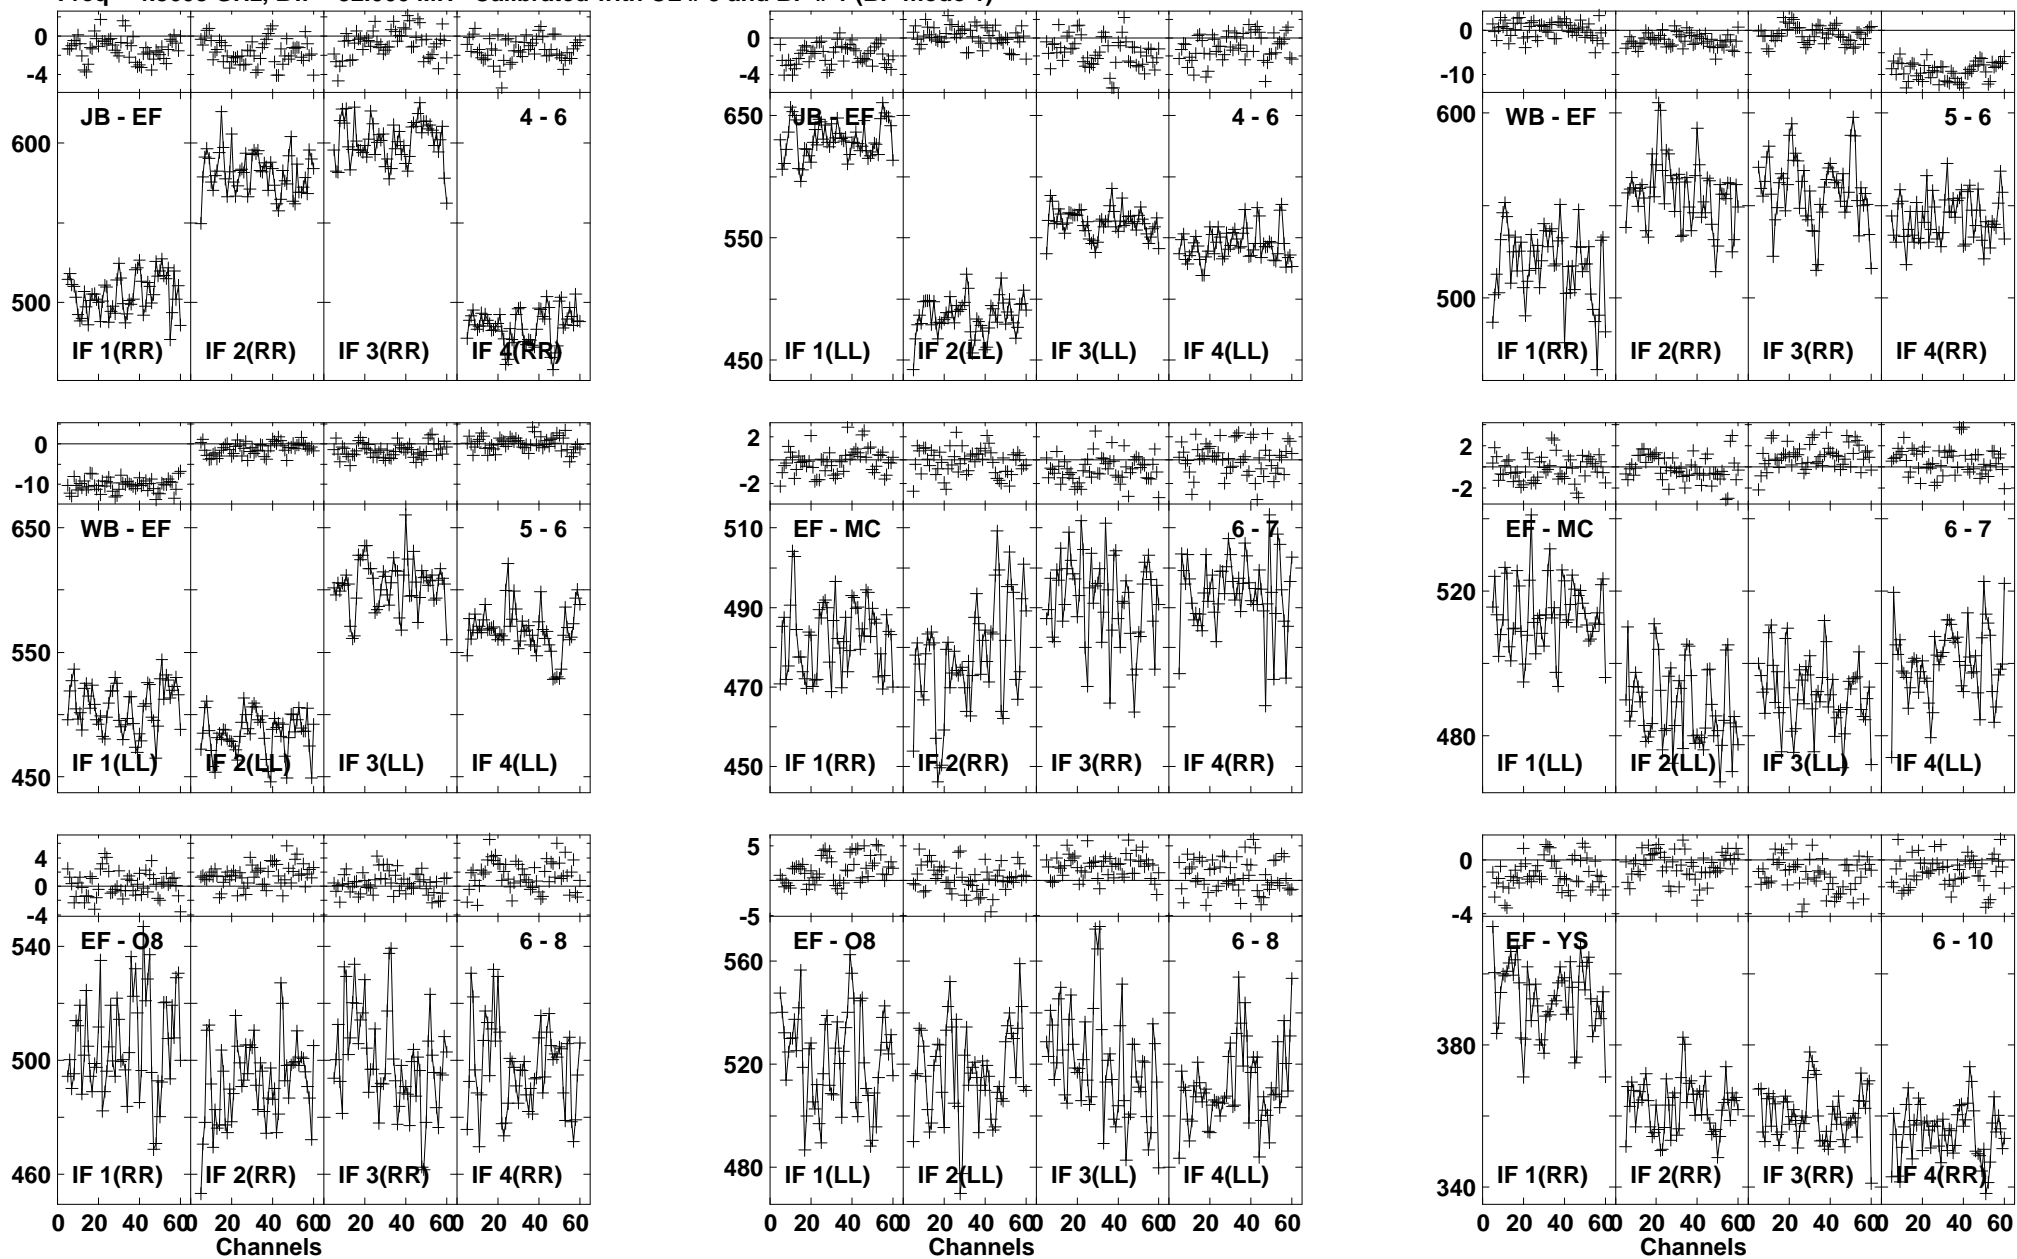 0 0 0
-4 -4 -10
JB - EF 4 - 6 JB - EF 4 - 6 WB - EF 5 - 6
600 650 600
500 550 500
450
IF 1(RR) IF 2(RR) IF 3(RR) IF 4(RR) IF 1(LL) IF 2(LL) IF 3(LL) IF 4(LL) IF 1(RR) IF 2(RR) IF 3(RR) IF 4(RR)
0 2 2
-10 -2 -2
WB - EF 5 - 6 EF - MC 6 - 7 EF - MC 6 - 7
650 510 520
550 490 480
450 470
450
IF 1(LL) IF 2(LL) IF 3(LL) IF 4(LL) IF 1(RR) IF 2(RR) IF 3(RR) IF 4(RR) IF 1(LL) IF 2(LL) IF 3(LL) IF 4(LL)
4 5 0
0 -5 -4
-4
EF - O8 6 - 8 EF - O8 6 - 8 EF - YS 6 - 10
540 560 380
500 520 340
460 480
IF 1(RR) IF 2(RR) IF 3(RR) IF 4(RR) IF 1(LL) IF 2(LL) IF 3(LL) IF 4(LL) IF 1(RR) IF 2(RR) IF 3(RR) IF 4(RR)
0 20 40 60 0 20 40 60 0 20 40 60 0 20 40 60 0 20 40 60 0 20 40 60 0 20 40 60 0 20 40 60 0 20 40 60 0 20 40 60 0 20 40 60 0 20 40 60
Channels Channels Channels